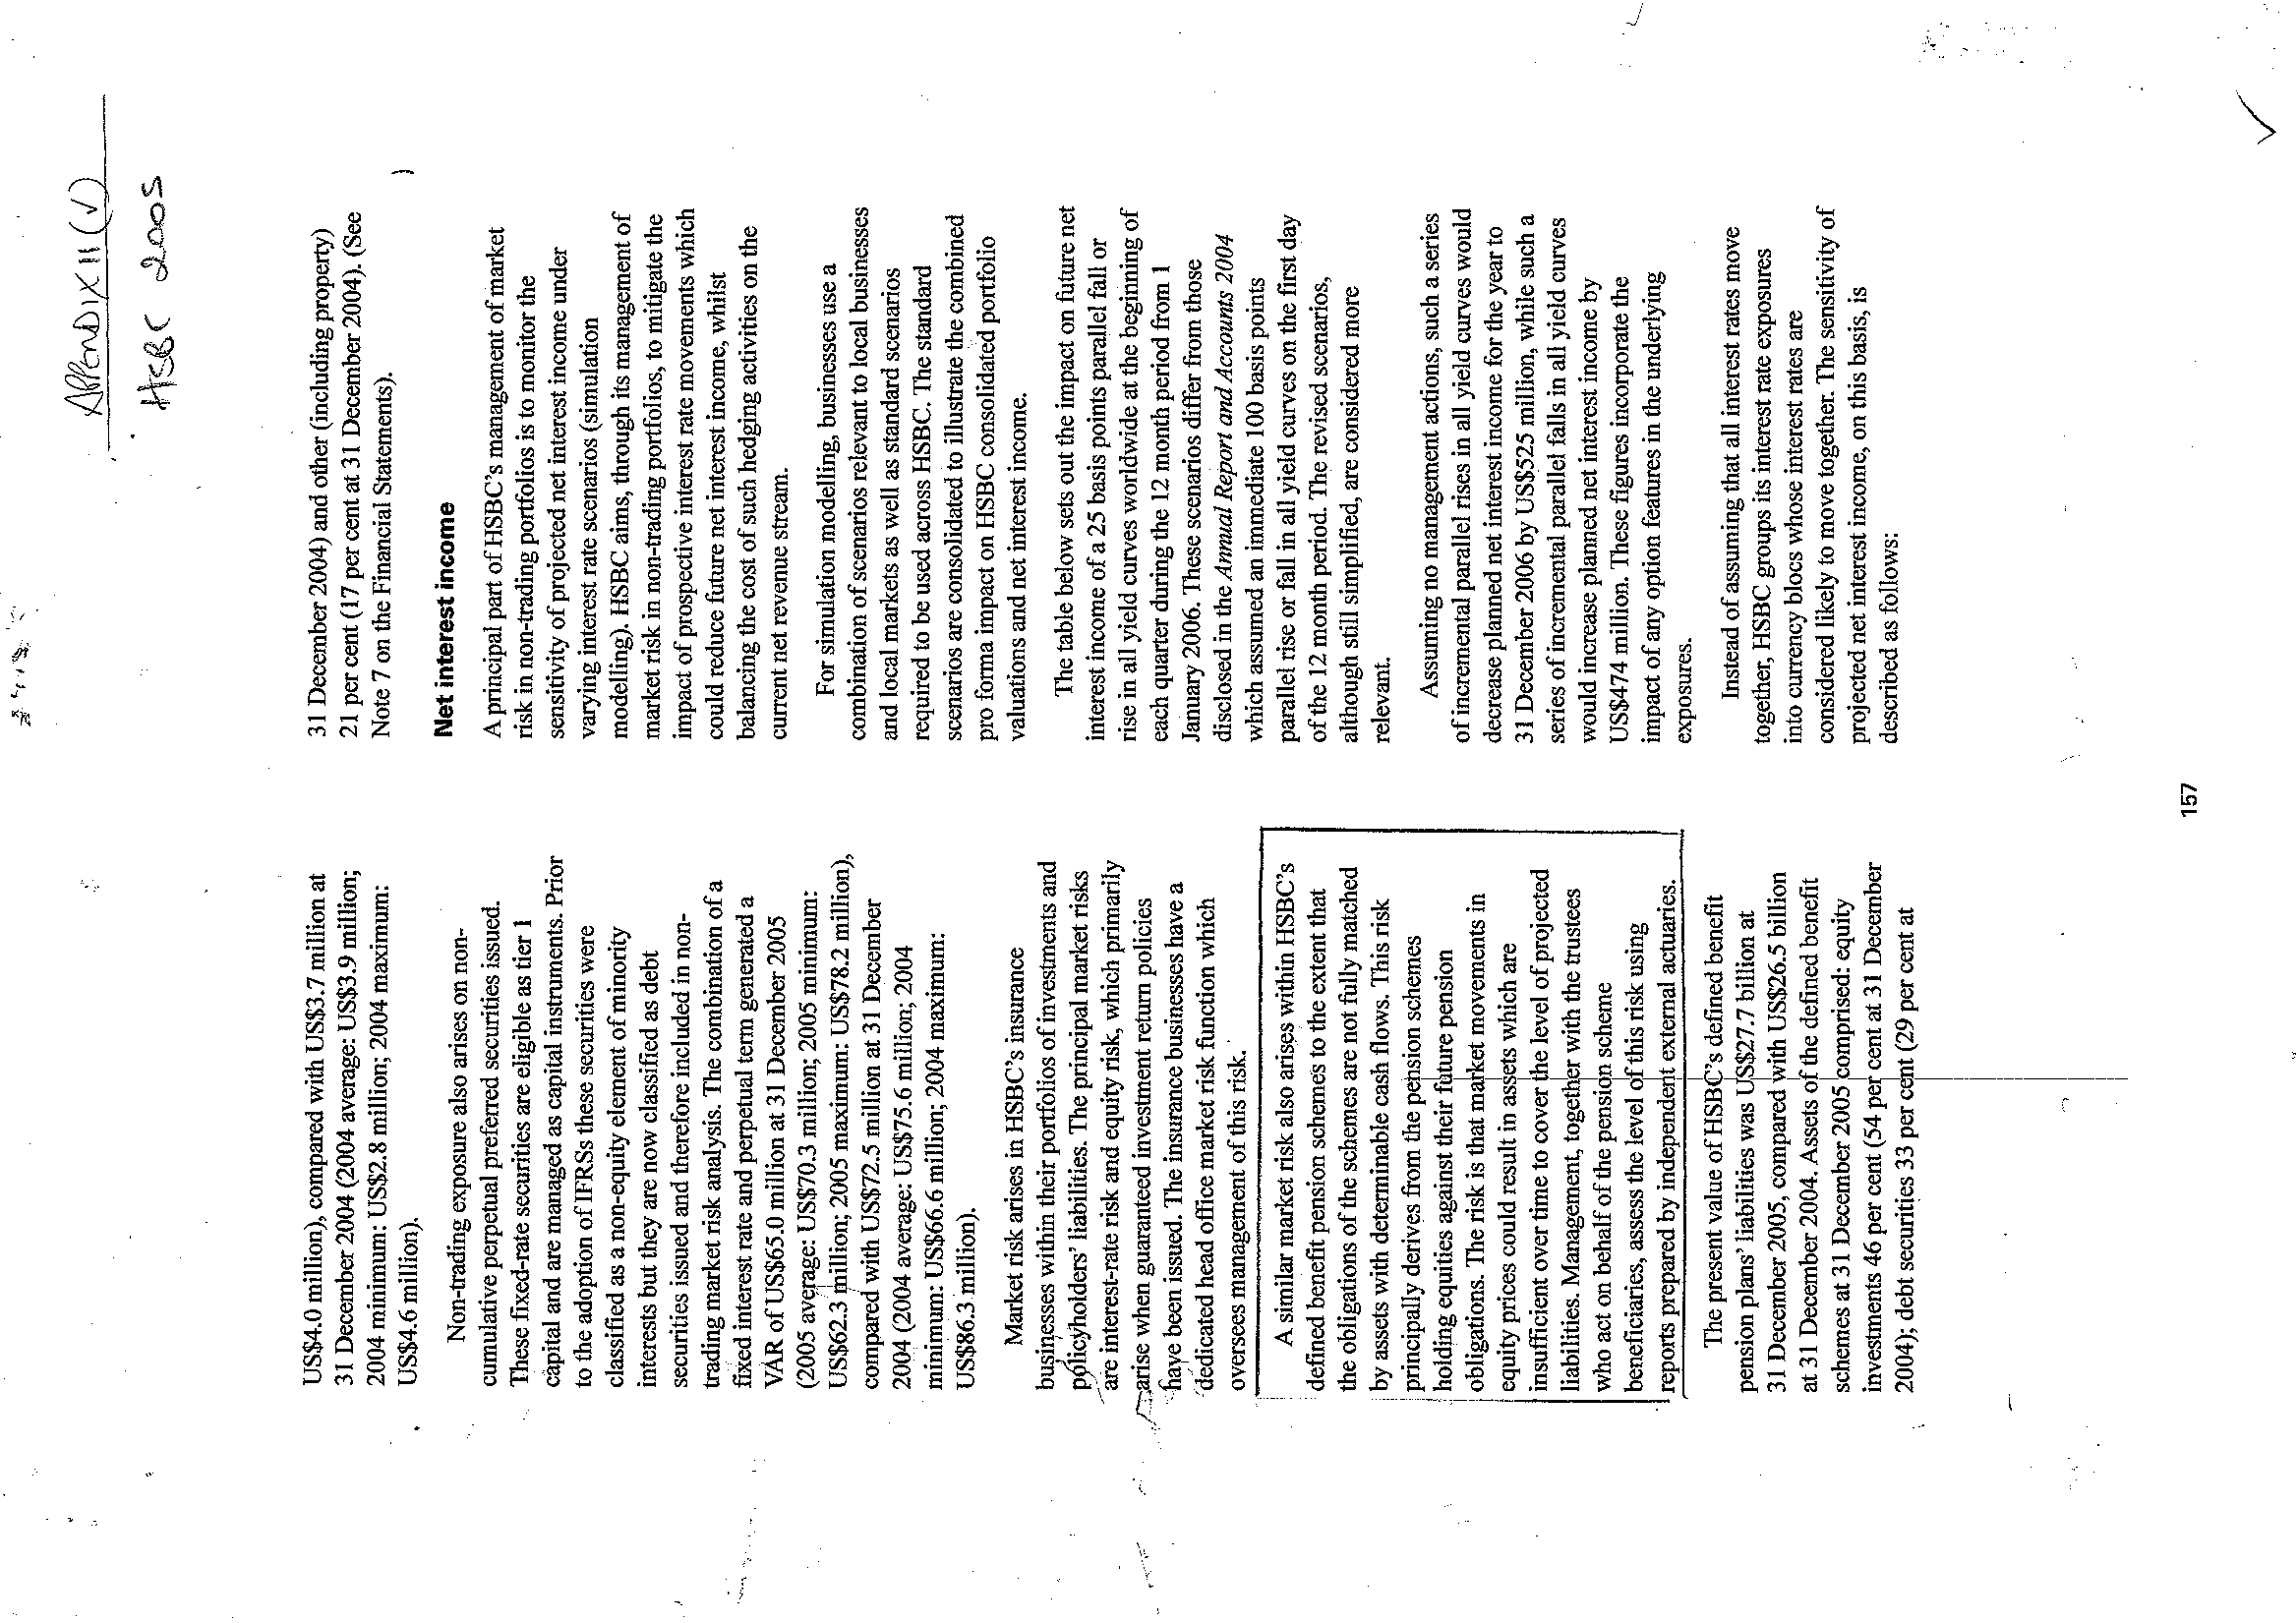 APPENDIX II (V)
HSBC 2005
US$4.0 million), compared with US$3.7 million at
31 December 2004 (2004 average: US$3.9 million;
2004 minimum: US$2.8 million; 2004 maximum:
US$4.6 million).
Non-trading exposure also arises on non-
cumulative perpetual preferred securities issued.
These fixed-rate securities are eligible as tier 1
capital and are managed as capital instruments. Prior
to the adoption of IFRSs these securities were
classified as a non-equity element of minority
interests but they are now classified as debt
securities issued and therefore included in non-
trading market risk analysis. The combination of a
fixed interest rate and perpetual term generated a
VAR of US$65.0 million at 31 December 2005
(2005 average: US$70.3 million; 2005 minimum:
US$62.3 million; 2005 maximum: US$78.2 million),
compared with US$72.5 million at 31 December
2004 (2004 average: US$75.6 million; 2004
minimum: US$66.6 million; 2004 maximum:
US$86.3 million).
Market risk arises in HSBC's insurance
businesses within their portfolios of investments and
policyholders' liabilities. The principal market risks
are interest-rate risk and equity risk, which primarily
arise when guaranteed investment return policies
have been issued. The insurance businesses have a
dedicated head office market risk function which
oversees management of this risk.
A similar market risk also arises within HSBC's
defined benefit pension schemes to the extent that
the obligations of the schemes are not fully matched
by assets with determinable cash flows. This risk
principally derives from the pension schemes
holding equities against their future pension
obligations. The risk is that market movements in
equity prices could result in assets which are
insufficient over time to cover the level of projected
liabilities. Management, together with the trustees
who act on behalf of the pension scheme
beneficiaries, assess the level of this risk using
reports prepared by independent external actuaries.
The present value of HSBC's defined benefit
pension plans' liabilities was US$27.7 billion at
31 December 2005, compared with US$26.5 billion
at 31 December 2004. Assets of the defined benefit
schemes at 31 December 2005 comprised: equity
investments 46 per cent (54 per cent at 31 December
2004); debt securities 33 per cent (29 per cent at
31 December 2004) and other (including property)
21 per cent (17 per cent at 31 December 2004). (See
Note 7 on the Financial Statements).
Net interest income
A principal part of HSBC's management of market
risk in non-trading portfolios is to monitor the
sensitivity of projected net interest income under
varying interest rate scenarios (simulation
modelling). HSBC aims, through its management of
market risk in non-trading portfolios, to mitigate the
impact of prospective interest rate movements which
could reduce future net interest income, whilst
balancing the cost of such hedging activities on the
current net revenue stream.
For simulation modelling, businesses use a
combination of scenarios relevant to local businesses
and local markets as well as standard scenarios
required to be used across HSBC. The standard
scenarios are consolidated to illustrate the combined
pro forma impact on HSBC consolidated portfolio
valuations and net interest income.
The table below sets out the impact on future net
interest income of a 25 basis points parallel fall or
rise in all yield curves worldwide at the beginning of
each quarter during the 12 month period from 1
January 2006. These scenarios differ from those
disclosed in the Annual Report and Accounts 2004
which assumed an immediate 100 basis points
parallel rise or fall in all yield curves on the first day
of the 12 month period. The revised scenarios,
although still simplified, are considered more
relevant.
Assuming no management actions, such a series
of incremental parallel rises in all yield curves would
decrease planned net interest income for the year to
31 December 2006 by US$525 million, while such a
series of incremental parallel falls in all yield curves
would increase planned net interest income by
US$474 million. These figures incorporate the
impact of any option features in the underlying
exposures.
Instead of assuming that all interest rates move
together, HSBC groups its interest rate exposures
into currency blocs whose interest rates are
considered likely to move together. The sensitivity of
projected net interest income, on this basis, is
described as follows:
157